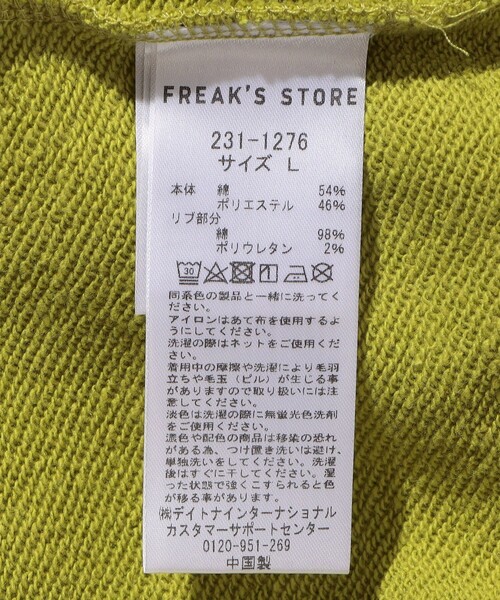 FREAK'S STORE
231-1276
サイズ L
本体 綿 54%
ポリエステル 46%
リブ部分
綿 98%
ポリウレタン 2%
30
同系色の製品と一緒に洗ってく
ださい。
アイロンはあて布を使用するよ
うにしてください。
洗濯の際はネットをご使用くだ
さい。
着用中の摩擦や洗濯により毛羽
立ちや毛玉（ピル）が生じる事
がありますので取り扱いには注
意してください。
淡色は洗濯の際に無蛍光色洗剤
をご使用ください。
濃色や配色の商品は移染の恐れ
がある為、つけ置き洗いは避け、
単独洗いをしてください。洗濯
後はすぐに干してください。湿
った状態で強くこすられると色
が移る事があります。
㈱デイトナインターナショナル
カスタマーサポートセンター
0120-951-269
中国製